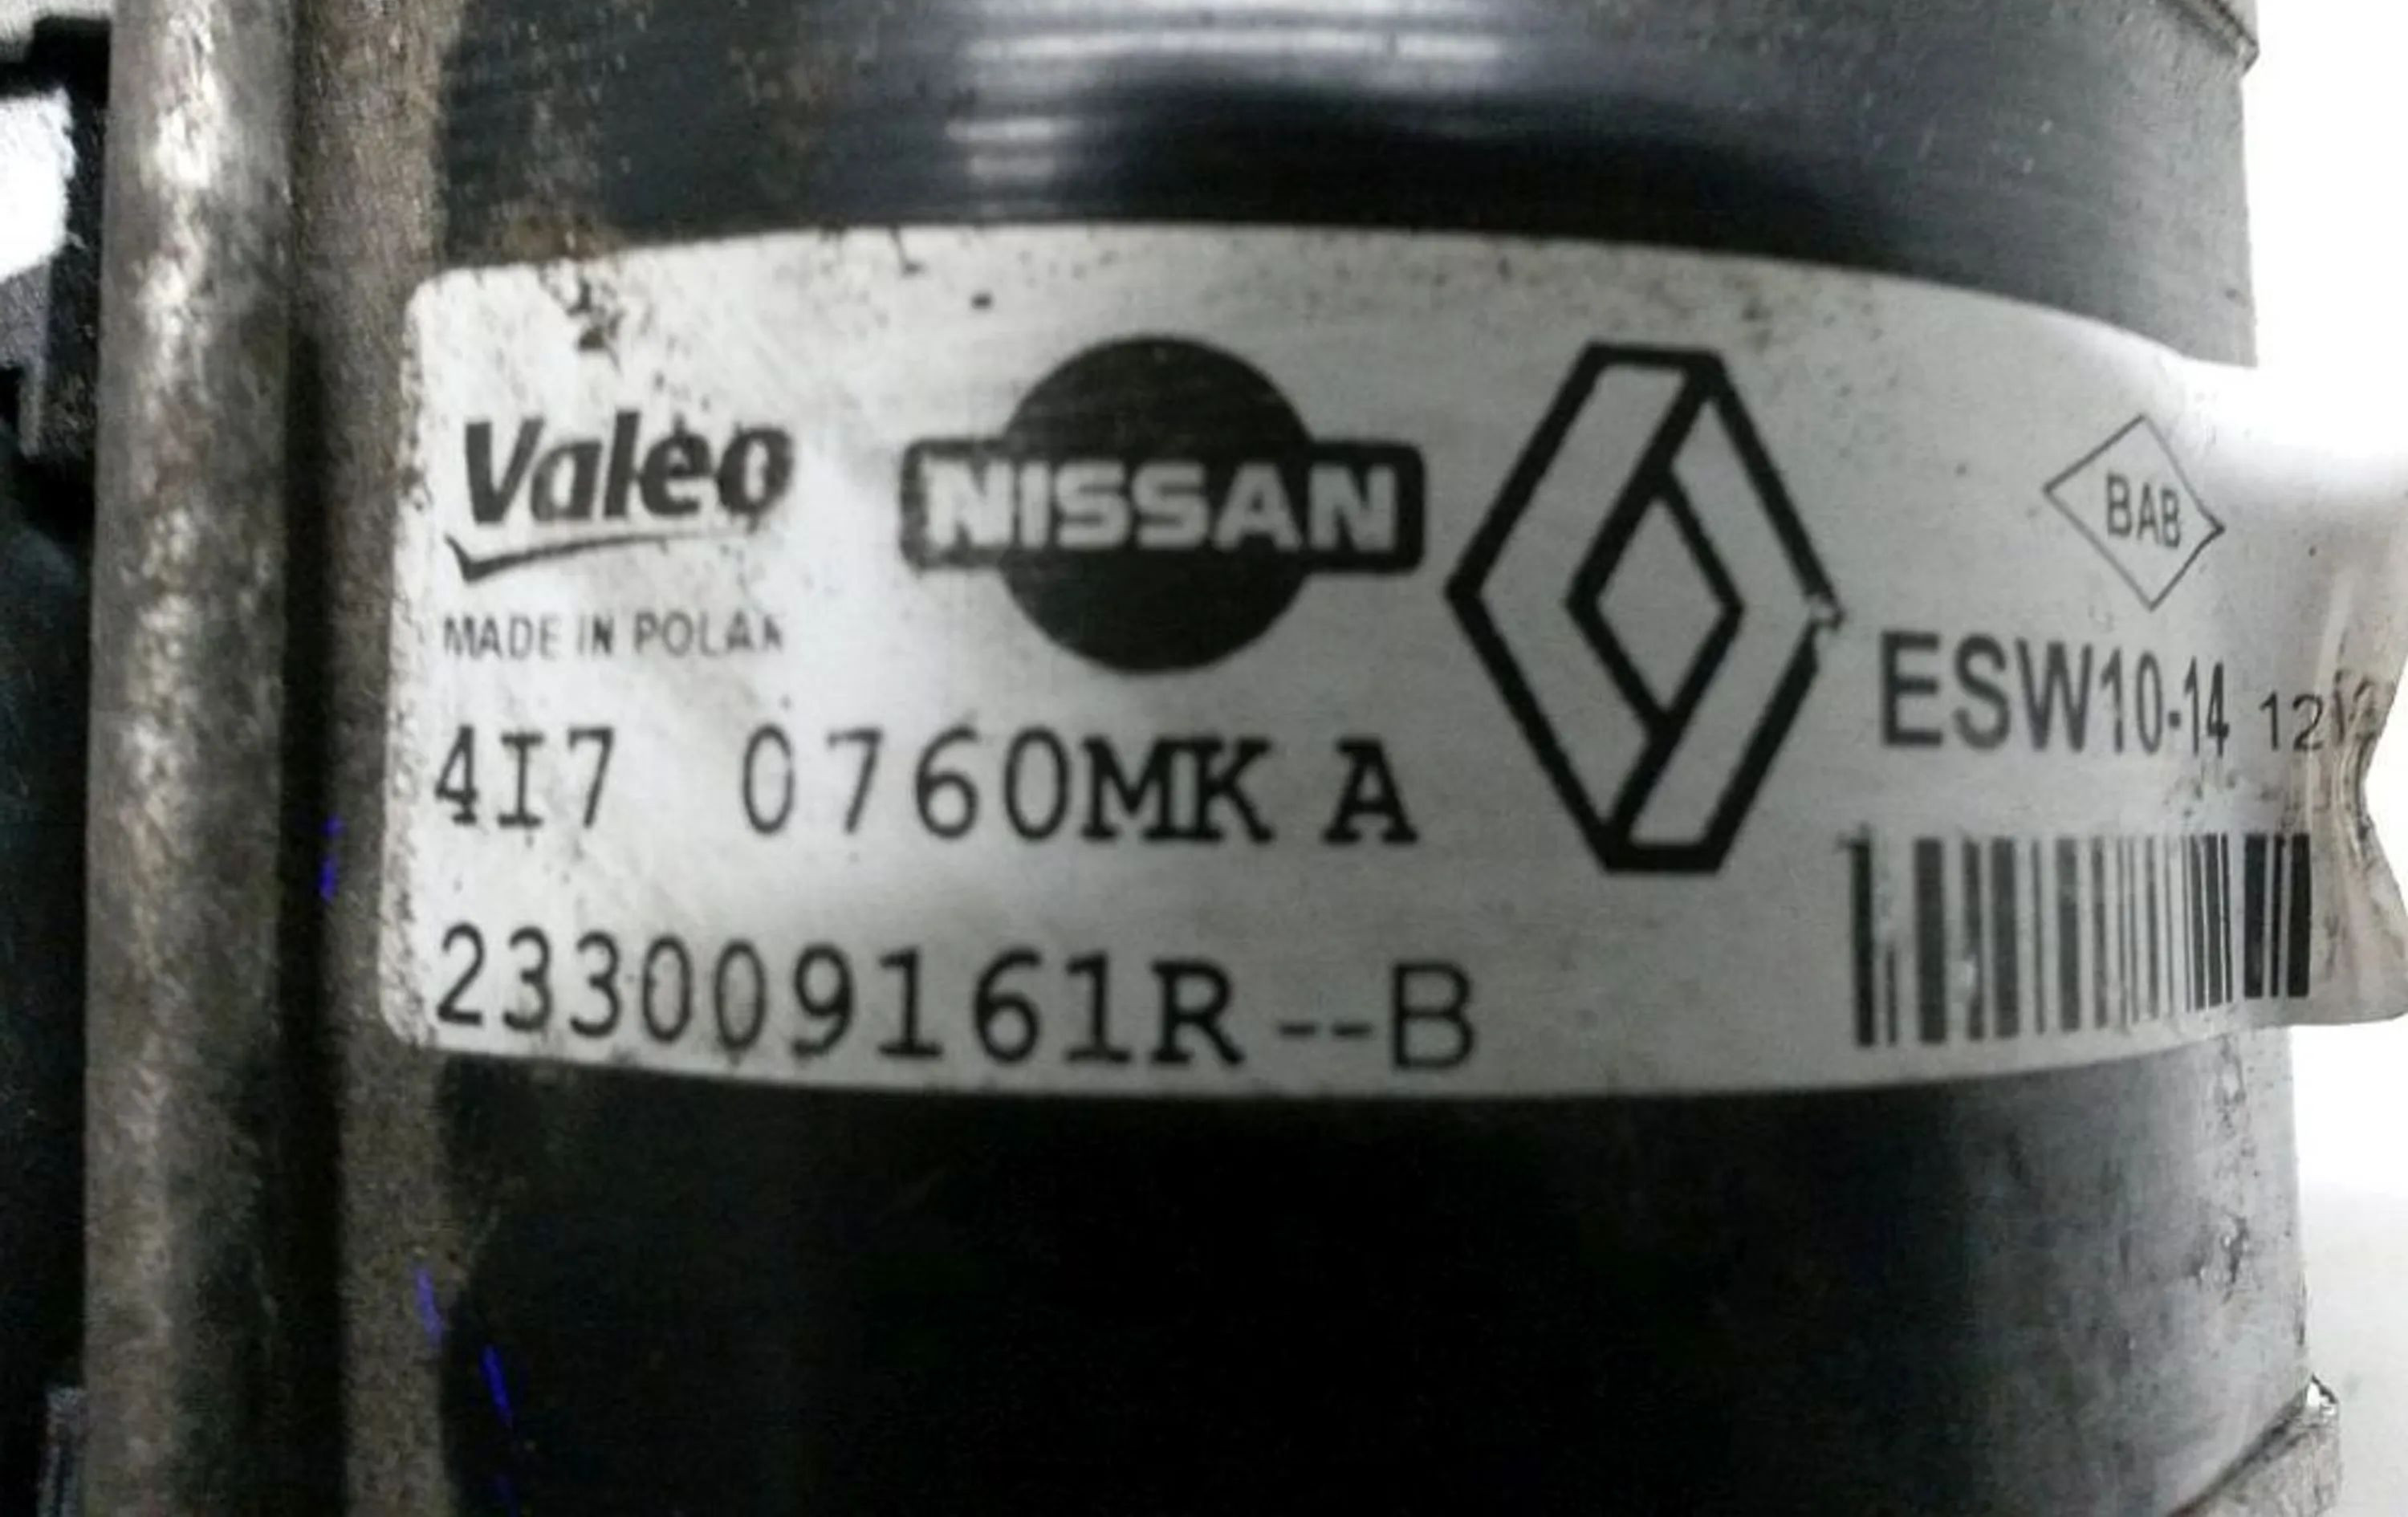 Valeo
NISSAN
BAB
MADE IN POLAN
ESW10-14
4I7 0760MK A
233009161R--B